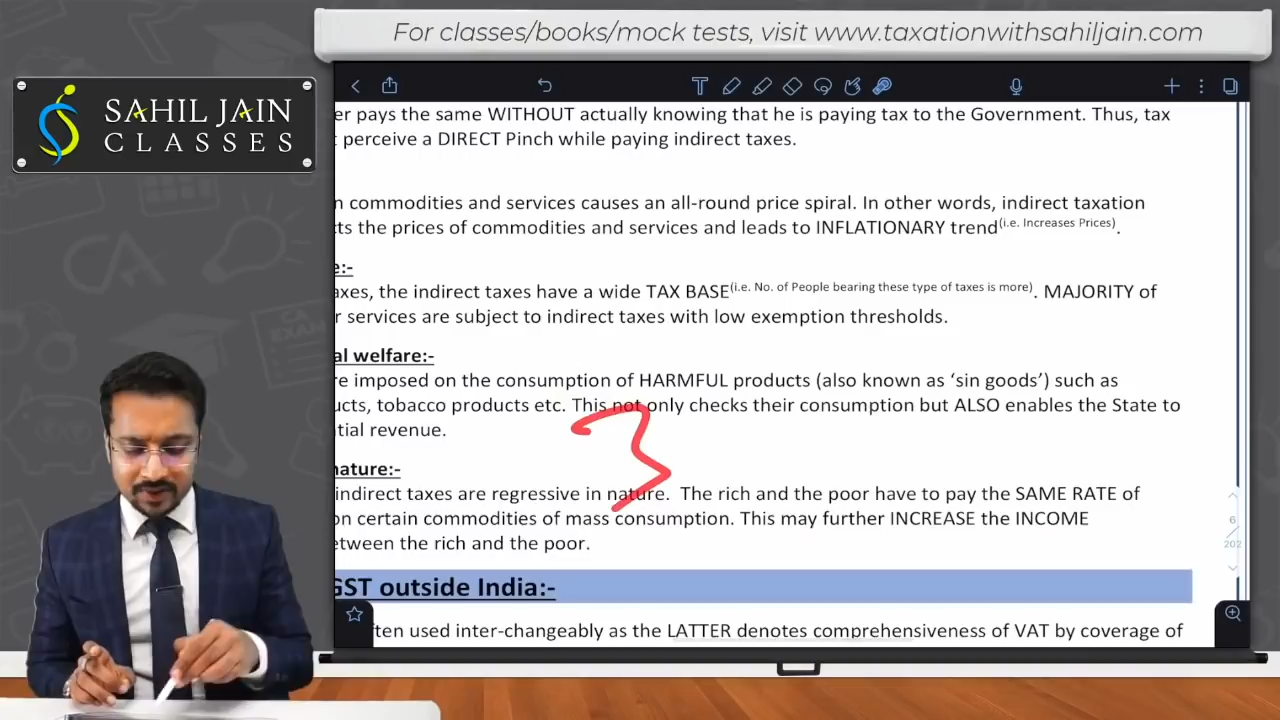 For classes/books/mock tests, visit www.taxationwithsahiljain.com
SAHIL JAIN
CLASSES
er pays the same WITHOUT actually knowing that he is paying tax to the Government. Thus, tax
perceive a DIRECT Pinch while paying indirect taxes.
n commodities and services causes an all-round price spiral. In other words, indirect taxation
cts the prices of commodities and services and leads to INFLATIONARY trend(i.e. Increases Prices).
e:-
axes, the indirect taxes have a wide TAX BASE(i.e. No. of People bearing these type of taxes is more). MAJORITY of
r services are subject to indirect taxes with low exemption thresholds.
al welfare:-
re imposed on the consumption of HARMFUL products (also known as ‘sin goods’) such as
ucts, tobacco products etc. This not only checks their consumption but ALSO enables the State to
tial revenue.
nature:-
indirect taxes are regressive in nature. The rich and the poor have to pay the SAME RATE of
on certain commodities of mass consumption. This may further INCREASE the INCOME
etween the rich and the poor.
GST outside India:-
ften used inter-changeably as the LATTER denotes comprehensiveness of VAT by coverage of
6
202